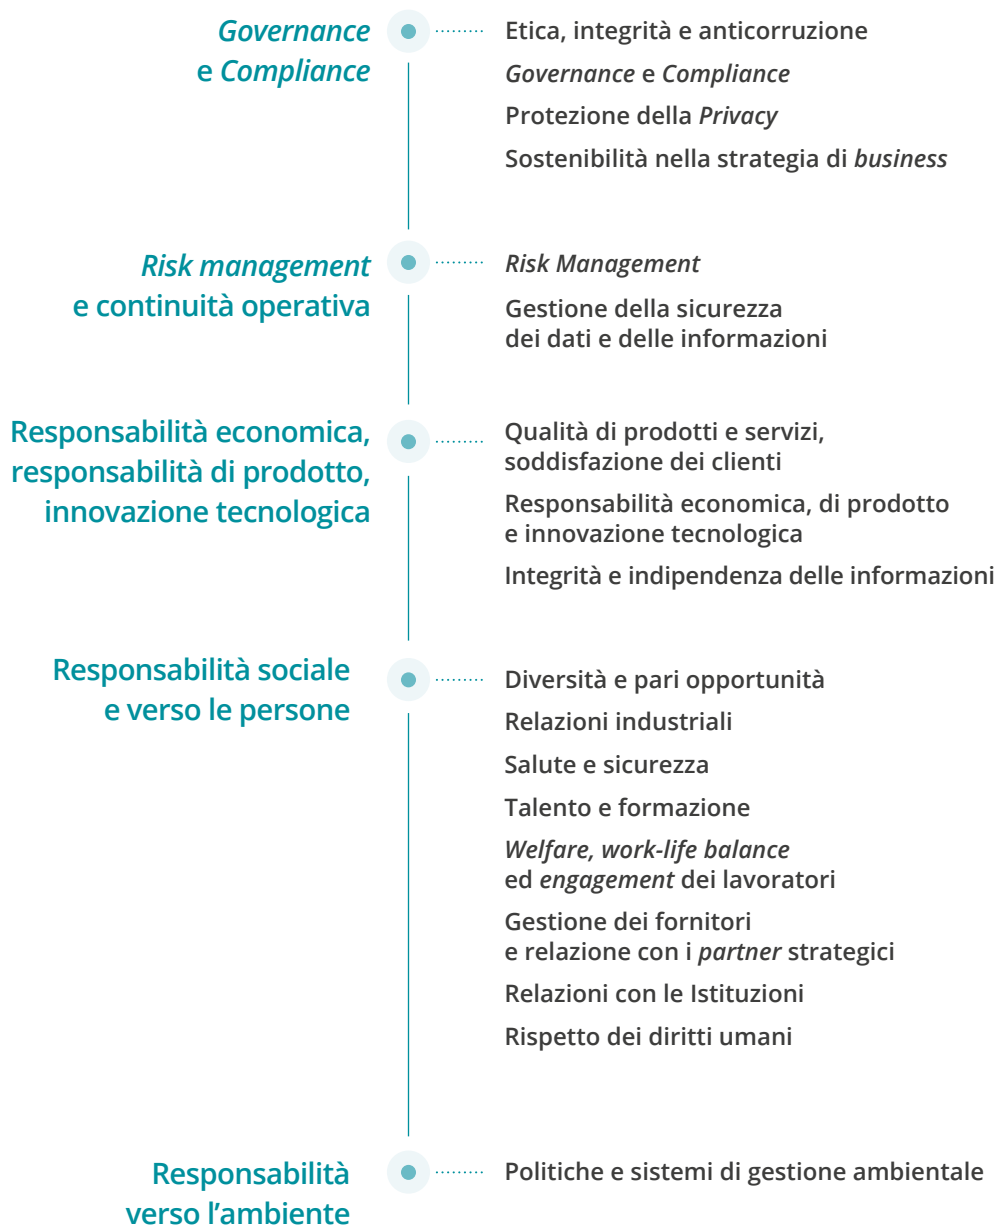 Governance
e Compliance
Etica, integrità e anticorruzione
Governance e Compliance
Protezione della Privacy
Sostenibilità nella strategia di business
Risk management
e continuità operativa
Risk Management
Gestione della sicurezza
dei dati e delle informazioni
Responsabilità economica,
responsabilità di prodotto,
innovazione tecnologica
Qualità di prodotti e servizi,
soddisfazione dei clienti
Responsabilità economica, di prodotto
e innovazione tecnologica
Integrità e indipendenza delle informazioni
Responsabilità sociale
e verso le persone
Diversità e pari opportunità
Relazioni industriali
Salute e sicurezza
Talento e formazione
Welfare, work-life balance
ed engagement dei lavoratori
Gestione dei fornitori
e relazione con i partner strategici
Relazioni con le Istituzioni
Rispetto dei diritti umani
Responsabilità
verso l’ambiente
Politiche e sistemi di gestione ambientale